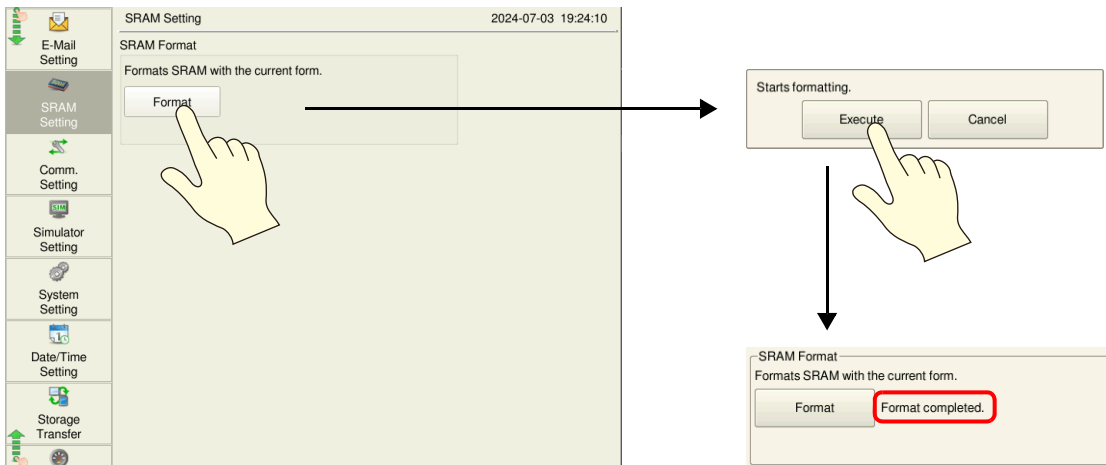 E-Mail
Setting
SRAM
Setting
Comm.
Setting
SIM
Simulator
Setting
System
Setting
Date/Time
Setting
Storage
Transfer
SRAM Setting
2024-07-03 19:24:10
SRAM Format
Formats SRAM with the current form.
Format
Starts formatting.
Execute
Cancel
SRAM Format
Formats SRAM with the current form.
Format
Format completed.